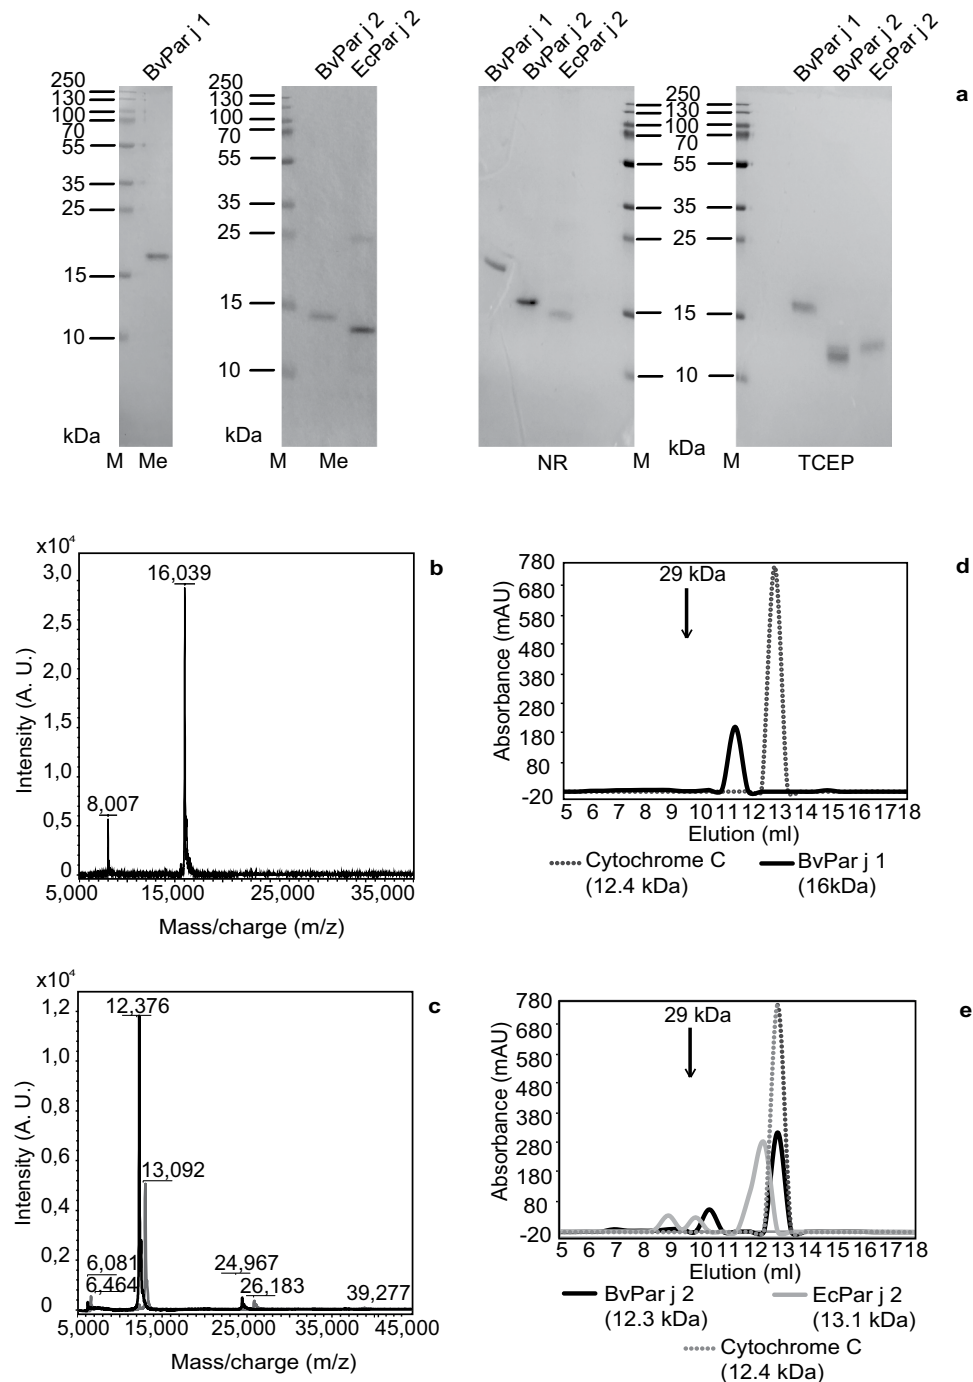 BvPar j 1
BvPar j 2
EcPar j 2
BvPar j 1
BvPar j 2
EcPar j 2
BvPar j 1
BvPar j 2
EcPar j 2
a
250
130
100
70
55
35
25
15
10
kDa
M Me
250
130
100
70
55
35
25
15
10
kDa
M Me
250
130
100
70
55
35
25
15
10
kDa
NR M M TCEP
b
x10⁴
3,0
2,5
2,0
1,5
1,0
0,5
0
Intensity (A. U.)
16,039
8,007
5,000 15,000 25,000 35,000
Mass/charge (m/z)
d
780
680
580
480
380
280
180
80
-20
Absorbance (mAU)
29 kDa
5 6 7 8 9 10 11 12 13 14 15 16 17 18
Elution (ml)
Cytochrome C
(12.4 kDa)
BvPar j 1
(16kDa)
c
x10⁴
1,2
1,0
0,8
0,6
0,4
0,2
0
Intensity (A. U.)
12,376
13,092
6,081
6,464
24,967
26,183
39,277
5,000 15,000 25,000 35,000 45,000
Mass/charge (m/z)
e
780
680
580
480
380
280
180
80
-20
Absorbance (mAU)
29 kDa
5 6 7 8 9 10 11 12 13 14 15 16 17 18
Elution (ml)
BvPar j 2
(12.3 kDa)
EcPar j 2
(13.1 kDa)
Cytochrome C
(12.4 kDa)